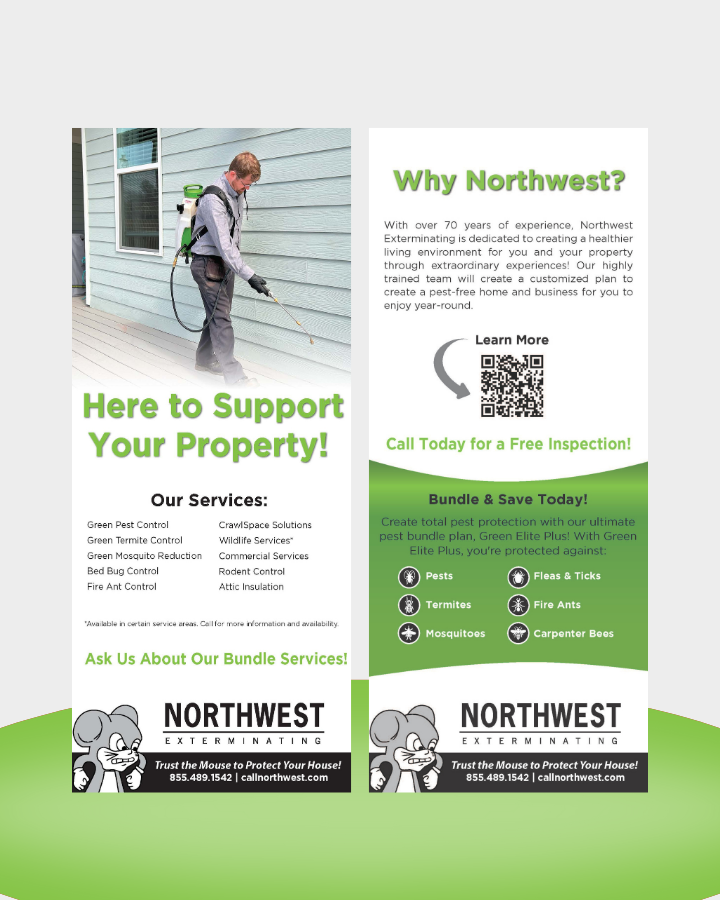 Here to Support
Your Property!
Our Services:
Green Pest Control
Green Termite Control
Green Mosquito Reduction
Bed Bug Control
Fire Ant Control
CrawlSpace Solutions
Wildlife Services*
Commercial Services
Rodent Control
Attic Insulation
*Available in certain service areas. Call for more information and availability.
Ask Us About Our Bundle Services!
NORTHWEST
EXTERMINATING
Trust the Mouse to Protect Your House!
855.489.1542 | callnorthwest.com
Why Northwest?
With over 70 years of experience, Northwest
Exterminating is dedicated to creating a healthier
living environment for you and your property
through extraordinary experiences! Our highly
trained team will create a customized plan to
create a pest-free home and business for you to
enjoy year-round.
Learn More
Call Today for a Free Inspection!
Bundle & Save Today!
Create total pest protection with our ultimate
pest bundle plan, Green Elite Plus! With Green
Elite Plus, you're protected against:
Pests
Termites
Mosquitoes
Fleas & Ticks
Fire Ants
Carpenter Bees
NORTHWEST
EXTERMINATING
Trust the Mouse to Protect Your House!
855.489.1542 | callnorthwest.com